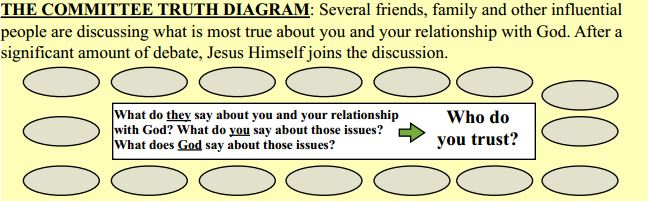 THE COMMITTEE TRUTH DIAGRAM: Several friends, family and other influential
people are discussing what is most true about you and your relationship with God. After a
significant amount of debate, Jesus Himself joins the discussion.
What do they say about you and your relationship
with God? What do you say about those issues?
What does God say about those issues?
Who do
you trust?